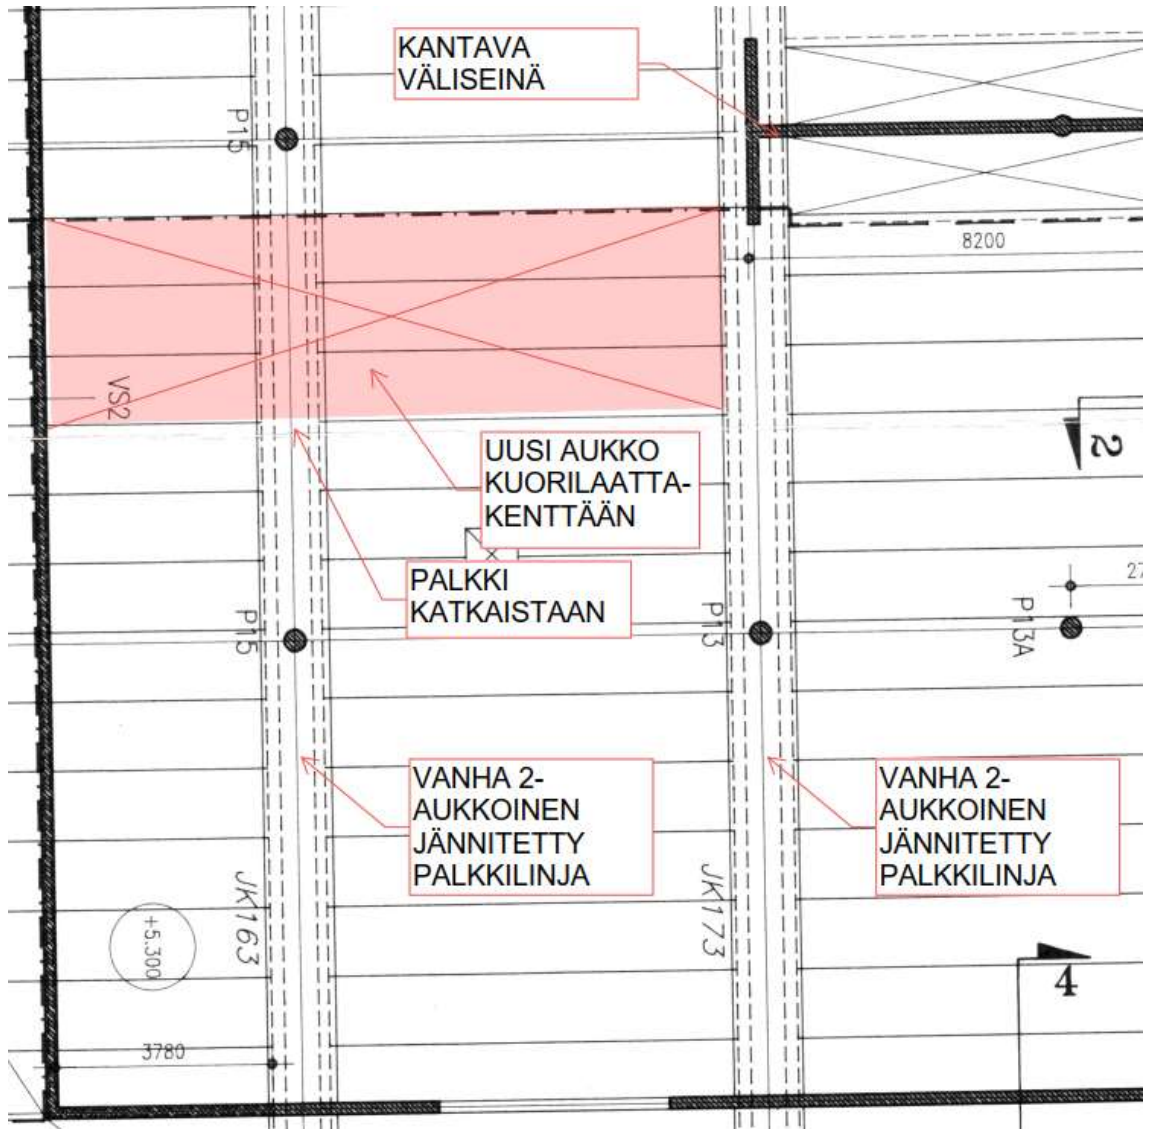 KANTAVA
VÄLISEINÄ
P15
8200
VS2
2
UUSI AUKKO
KUORILAATTA-
KENTTÄÄN
PALKKI
KATKAISTAAN
27
P15
P13
P13A
VANHA 2-
AUKKOINEN
JÄNNITETTY
PALKKILINJA
VANHA 2-
AUKKOINEN
JÄNNITETTY
PALKKILINJA
JK163
JK173
+5.300
4
3780